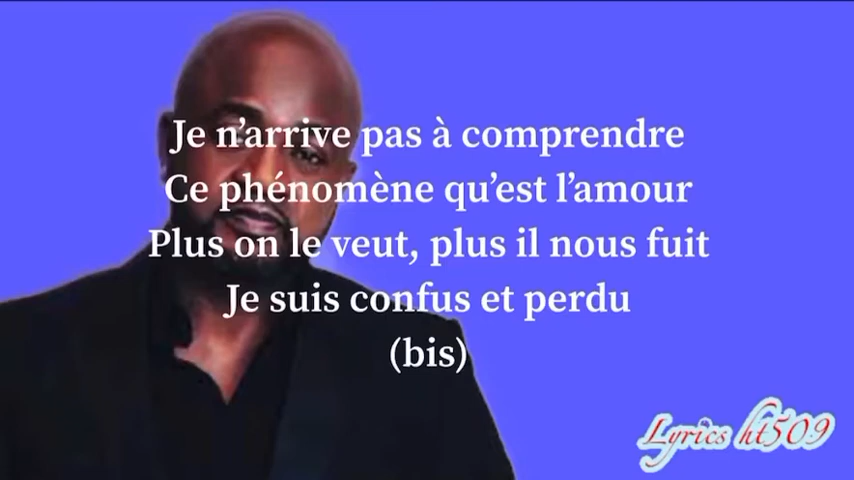 Je n’arrive pas à comprendre
Ce phénomène qu’est l’amour
Plus on le veut, plus il nous fuit
Je suis confus et perdu
(bis)
Lyrics ht509